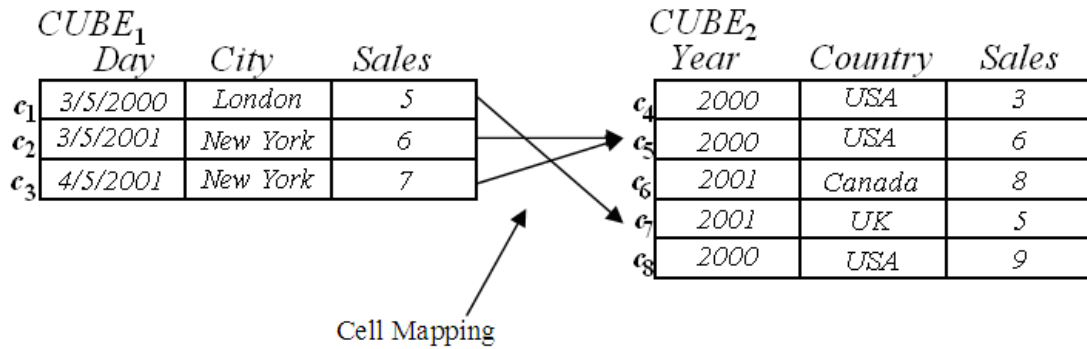 CUBE1 CUBE2
Day City Sales Year Country Sales
c1 3/5/2000 London 5 c4 2000 USA 3
c2 3/5/2001 New York 6 c5 2000 USA 6
c3 4/5/2001 New York 7 c6 2001 Canada 8
c7 2001 UK 5
c8 2000 USA 9
Cell Mapping